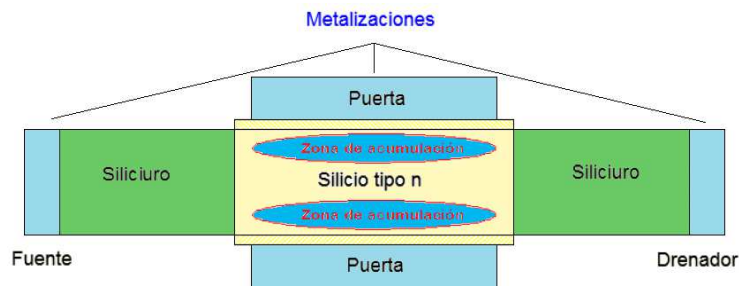 Metalizaciones
Puerta
Zona de acumulación
Siliciuro
Silicio tipo n
Siliciuro
Zona de acumulación
Fuente
Puerta
Drenador